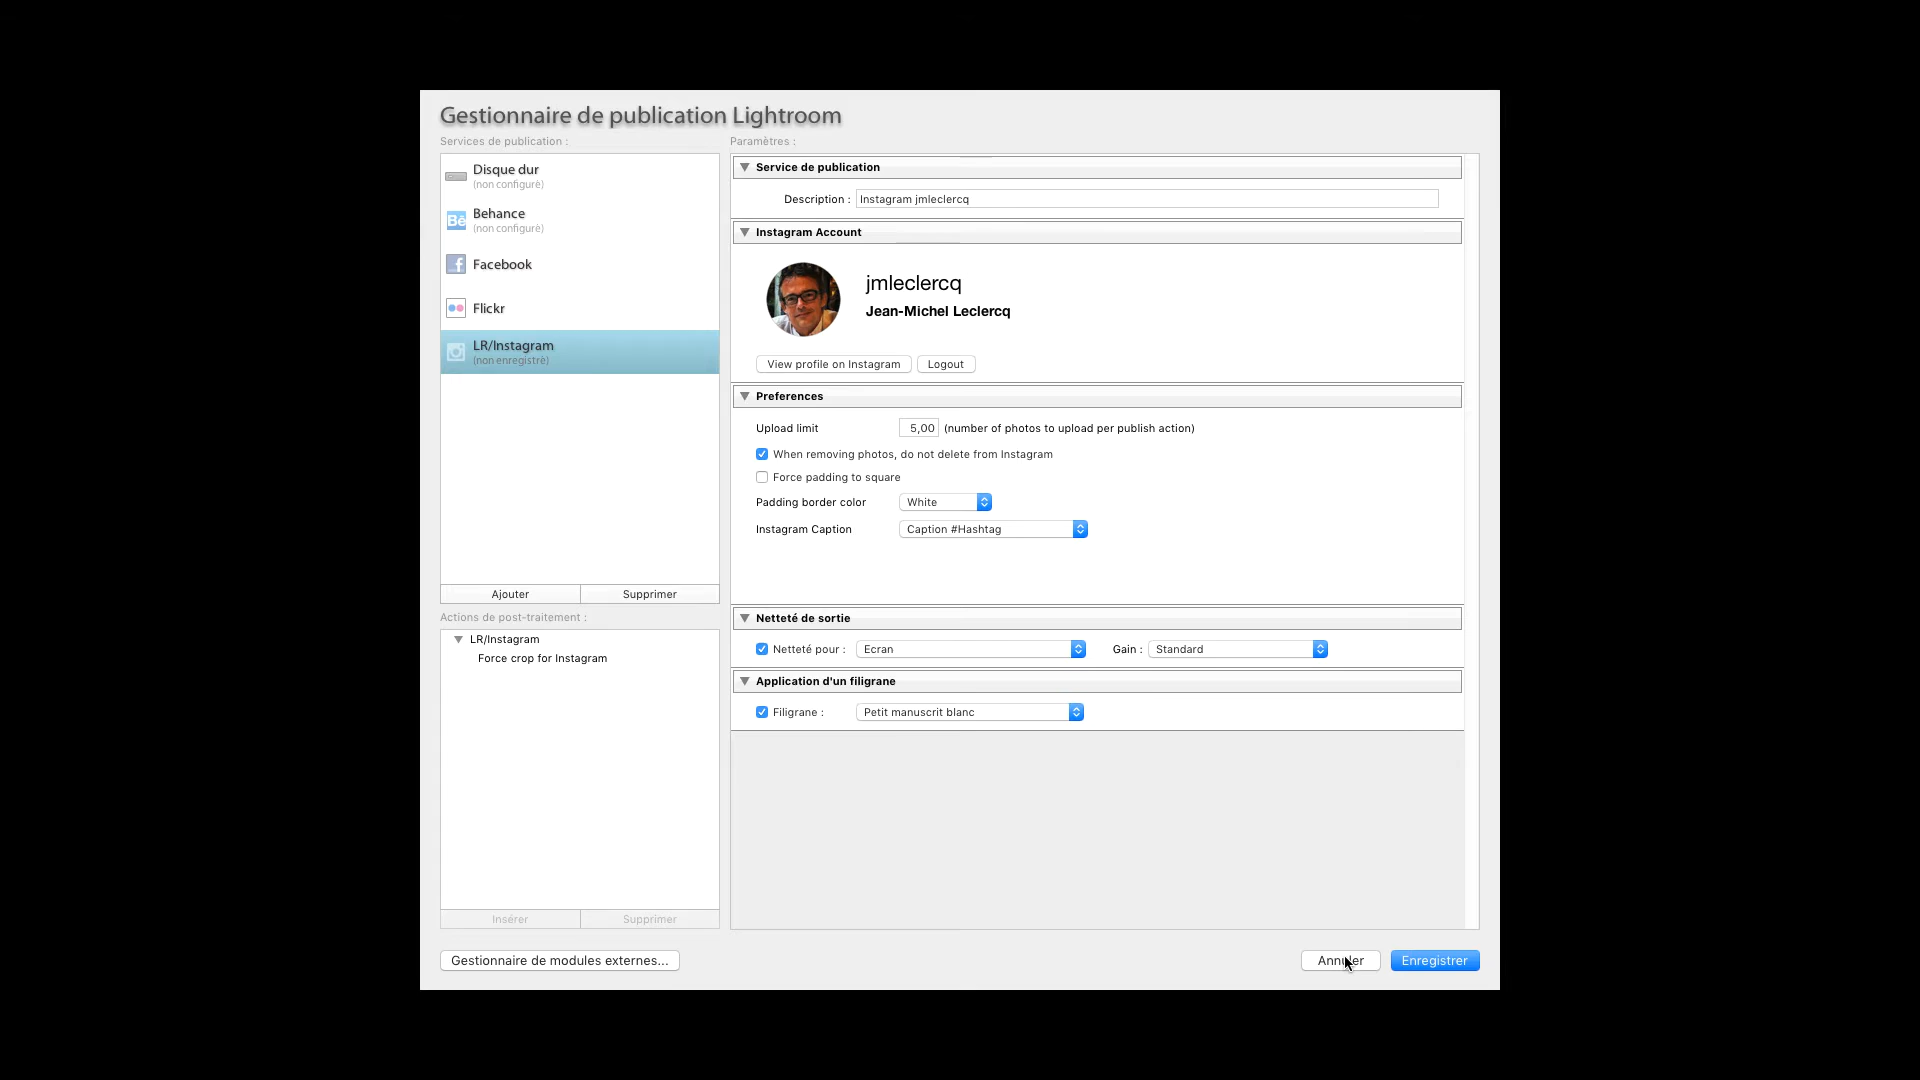 Gestionnaire de publication Lightroom
Services de publication :
Disque dur
(non configuré)
Bē
Behance
(non configuré)
f
Facebook
Flickr
LR/Instagram
(non enregistré)
Ajouter
Supprimer
Actions de post-traitement :
LR/Instagram
Force crop for Instagram
Insérer
Supprimer
Paramètres :
Service de publication
Description : Instagram jmleclercq
Instagram Account
jmleclercq
Jean-Michel Leclercq
View profile on Instagram
Logout
Preferences
Upload limit 5,00 (number of photos to upload per publish action)
When removing photos, do not delete from Instagram
Force padding to square
Padding border color White
Instagram Caption Caption #Hashtag
Netteté de sortie
Netteté pour : Ecran Gain : Standard
Application d'un filigrane
Filigrane : Petit manuscrit blanc
Gestionnaire de modules externes...
Annuler
Enregistrer